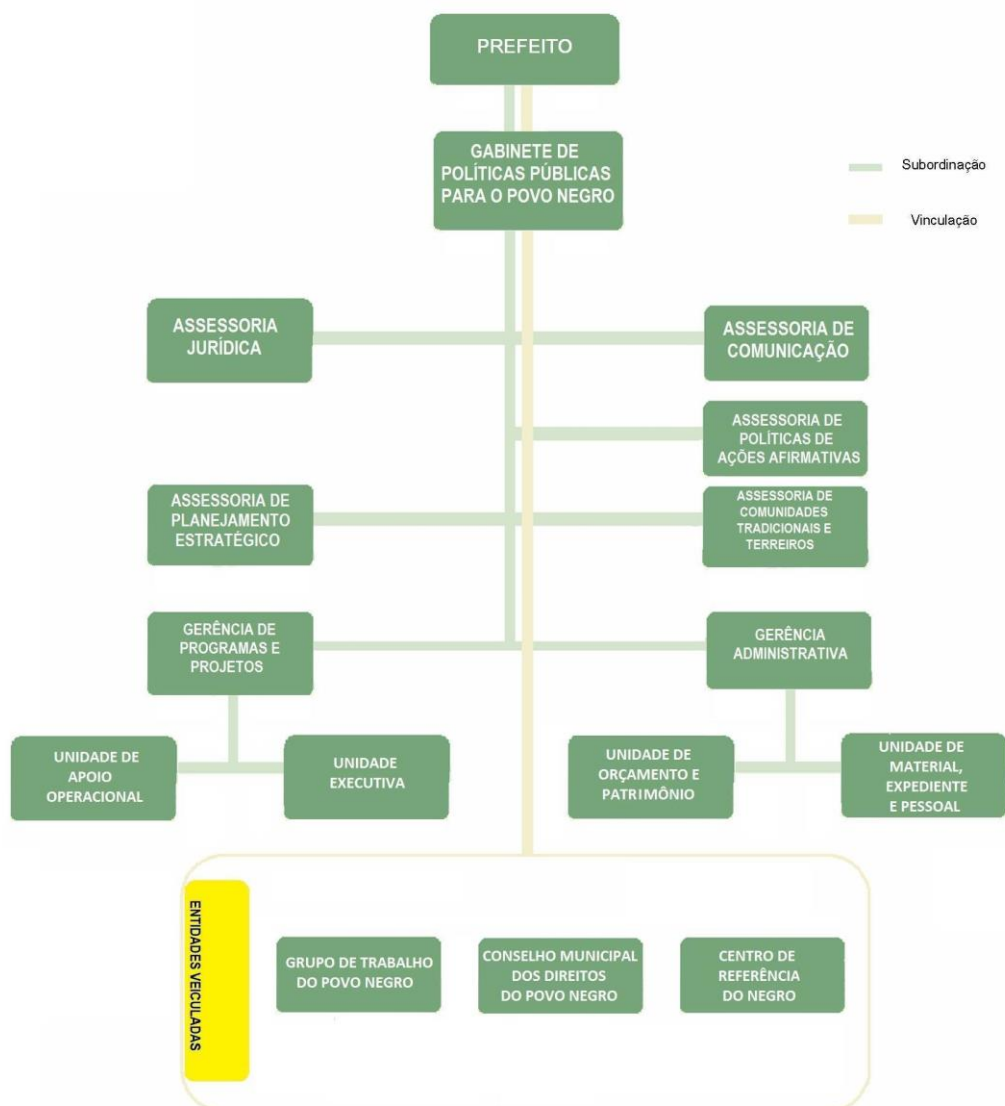 PREFEITO
GABINETE DE
POLÍTICAS PÚBLICAS
PARA O POVO NEGRO
Subordinação
Vinculação
ASSESSORIA
JURÍDICA
ASSESSORIA DE
COMUNICAÇÃO
ASSESSORIA DE
POLÍTICAS DE
AÇÕES AFIRMATIVAS
ASSESSORIA DE
PLANEJAMENTO
ESTRATÉGICO
ASSESSORIA DE
COMUNIDADES
TRADICIONAIS E
TERREIROS
GERÊNCIA DE
PROGRAMAS E
PROJETOS
GERÊNCIA
ADMINISTRATIVA
UNIDADE DE
APOIO
OPERACIONAL
UNIDADE
EXECUTIVA
UNIDADE DE
ORÇAMENTO E
PATRIMÔNIO
UNIDADE DE
MATERIAL,
EXPEDIENTE
E PESSOAL
ENTIDADES VEICULADAS
GRUPO DE TRABALHO
DO POVO NEGRO
CONSELHO MUNICIPAL
DOS DIREITOS
DO POVO NEGRO
CENTRO DE
REFERÊNCIA
DO NEGRO